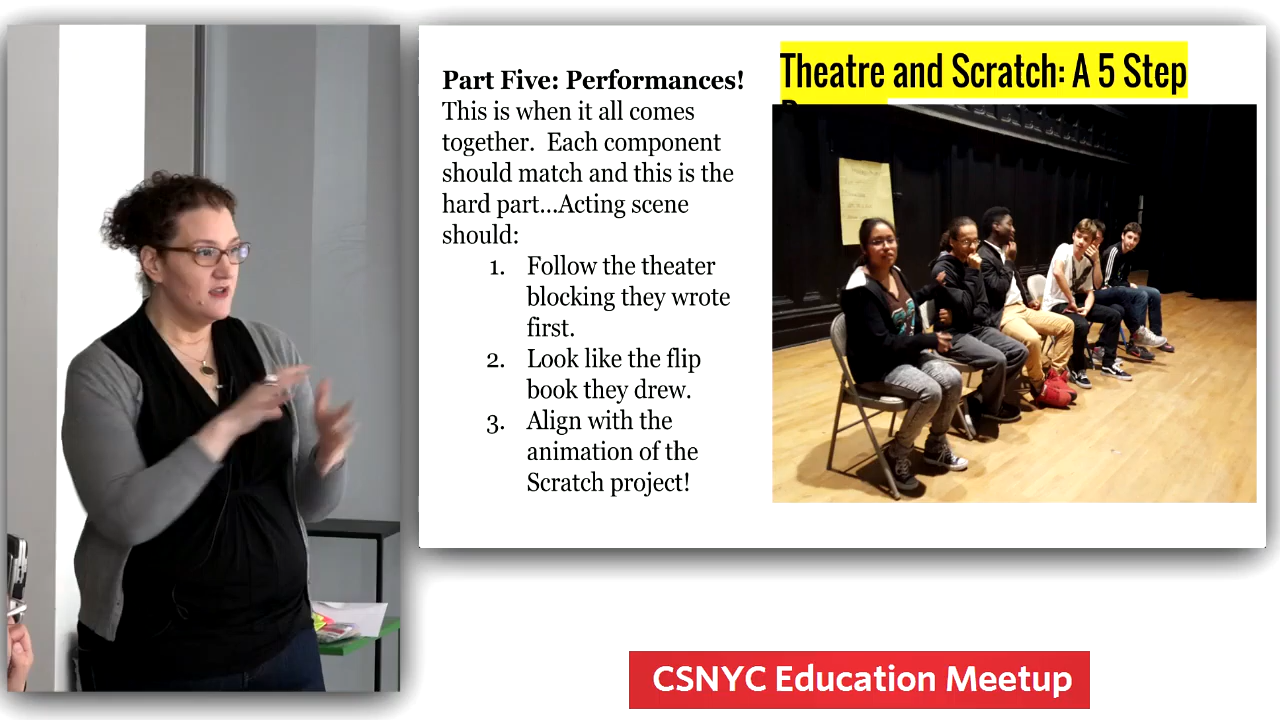 Part Five: Performances!
This is when it all comes
together. Each component
should match and this is the
hard part...Acting scene
should:
1. Follow the theater
blocking they wrote
first.
2. Look like the flip
book they drew.
3. Align with the
animation of the
Scratch project!
Theatre and Scratch: A 5 Step
CSNYC Education Meetup